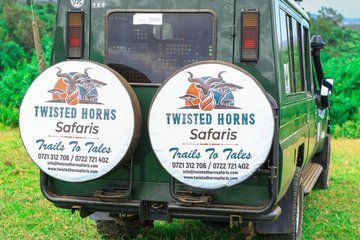 TWISTED HORNS
Safaris
Trails To Tales
0721 312 706 / 0722 721 402
info@twistedhornsafaris.com
www.twistedhornsafaris.com
TWISTED HORNS
Safaris
Trails To Tales
0721 312 706 / 0722 721 402
info@twistedhornsafaris.com
www.twistedhornsafaris.com